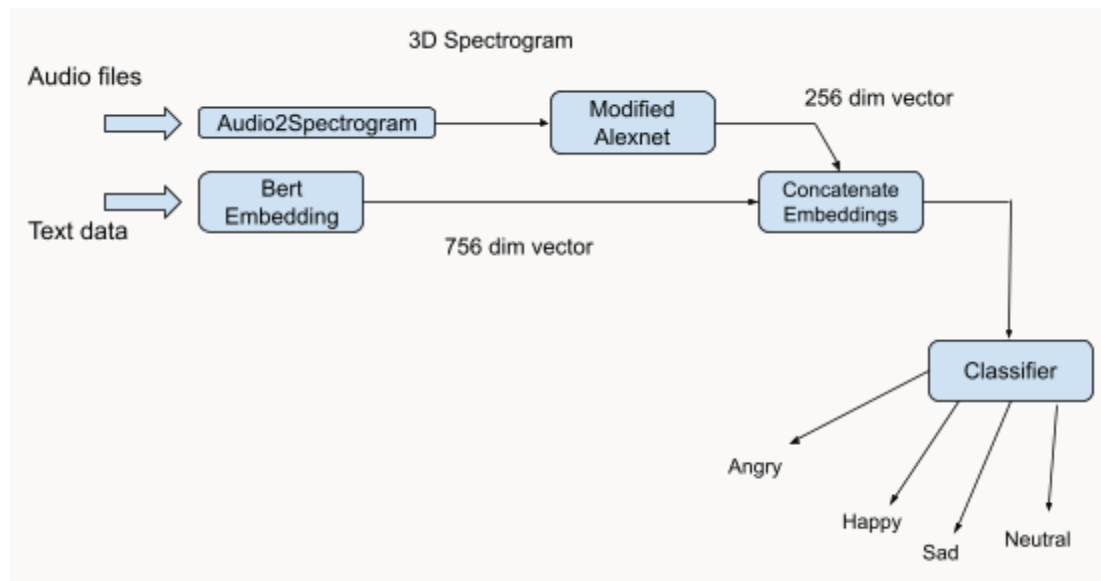 3D Spectrogram
Audio files
Audio2Spectrogram
Modified
Alexnet
256 dim vector
Text data
Bert
Embedding
756 dim vector
Concatenate
Embeddings
Classifier
Angry
Happy
Sad
Neutral